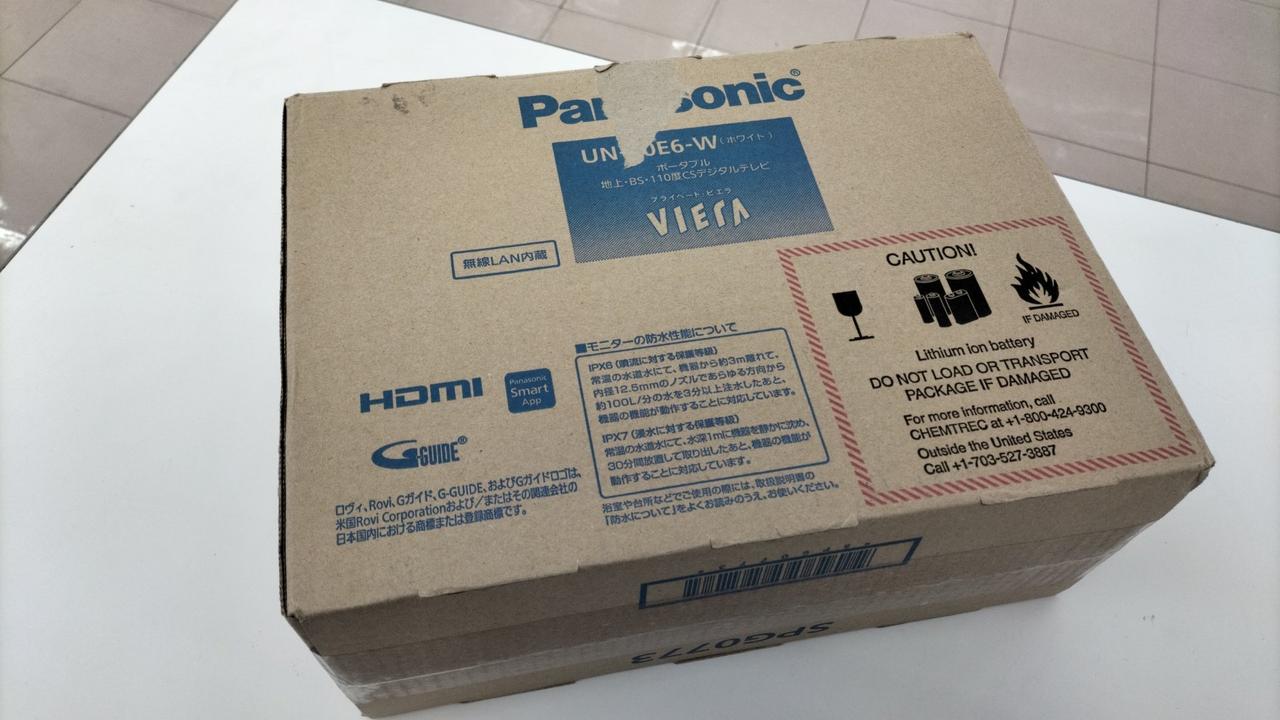 Panasonic®
UN- 0E6-W(ホワイト)
ポータブル
地上・BS・110度CSデジタルテレビ
プライベート・ビエラ
VIERA
無線LAN内蔵
CAUTION!
IF DAMAGED
Lithium ion battery
DO NOT LOAD OR TRANSPORT
PACKAGE IF DAMAGED
For more information, call
CHEMTREC at +1-800-424-9300
Outside the United States
Call +1-703-527-3887
■モニターの防水性能について
IPX6(噴流に対する保護等級)
常温の水道水にて、機器から約3m離れて、
内径12.5mmのノズルであらゆる方向から
約100L/分の水を3分以上注水したあと、
機器の機能が動作することに対応しています。
IPX7(浸水に対する保護等級)
常温の水道水にて、水深1mに機器を静かに沈め、
30分間放置して取り出したあと、機器の機能が
動作することに対応しています。
浴室や台所などでご使用の際には、取扱説明書の
「防水について」をよくお読みのうえ、お使いください。
HDMI
Panasonic
Smart
App
G-GUIDE®
ロヴィ、Rovi、Gガイド、G-GUIDE、およびGガイドロゴは、
米国Rovi Corporationおよび/またはその関連会社の
日本国内における商標または登録商標です。
SPG0773